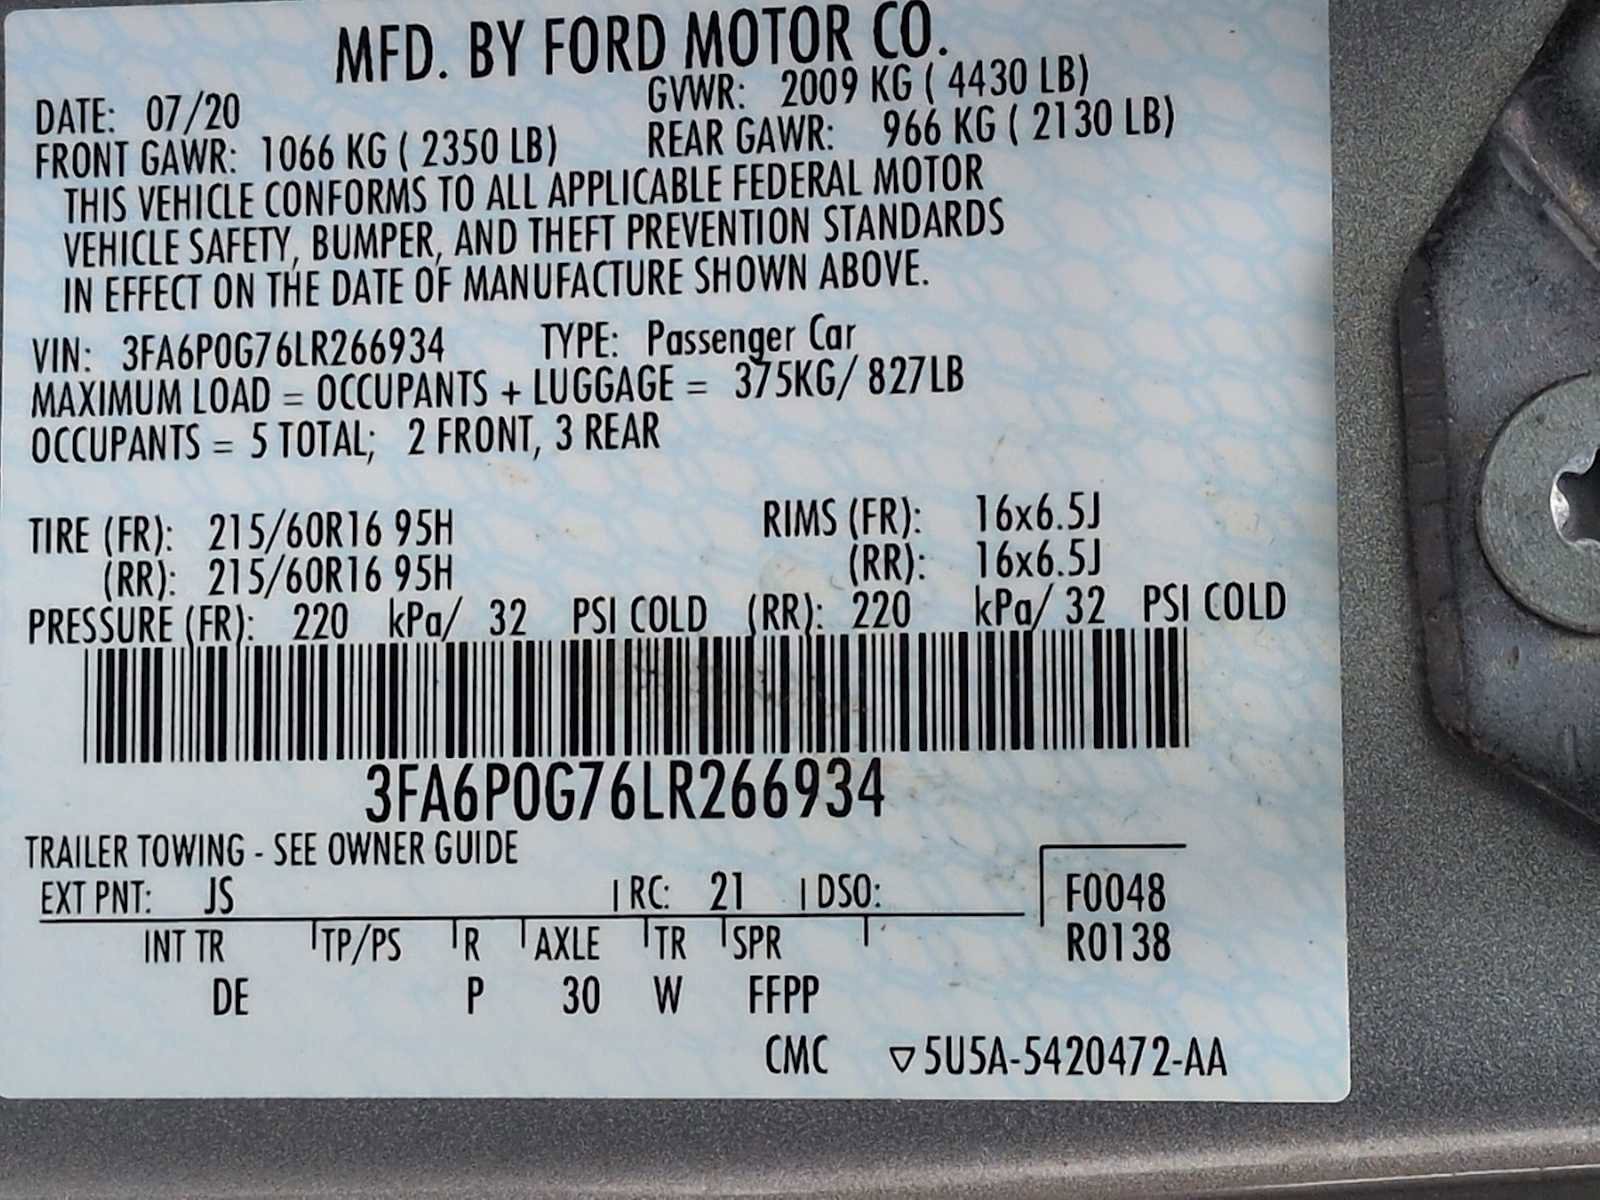 MFD. BY FORD MOTOR CO.
DATE: 07/20 GVWR: 2009 KG ( 4430 LB)
FRONT GAWR: 1066 KG ( 2350 LB) REAR GAWR: 966 KG ( 2130 LB)
THIS VEHICLE CONFORMS TO ALL APPLICABLE FEDERAL MOTOR
VEHICLE SAFETY, BUMPER, AND THEFT PREVENTION STANDARDS
IN EFFECT ON THE DATE OF MANUFACTURE SHOWN ABOVE.
VIN: 3FA6P0G76LR266934 TYPE: Passenger Car
MAXIMUM LOAD = OCCUPANTS + LUGGAGE = 375KG/ 827LB
OCCUPANTS = 5 TOTAL; 2 FRONT, 3 REAR
TIRE (FR): 215/60R16 95H RIMS (FR): 16x6.5J
(RR): 215/60R16 95H (RR): 16x6.5J
PRESSURE (FR): 220 kPa/ 32 PSI COLD (RR): 220 kPa/ 32 PSI COLD
3FA6P0G76LR266934
TRAILER TOWING - SEE OWNER GUIDE
EXT PNT: JS RC: 21 DSO: F0048
INT TR TP/PS R AXLE TR SPR R0138
DE P 30 W FFPP
CMC ▽5U5A-5420472-AA